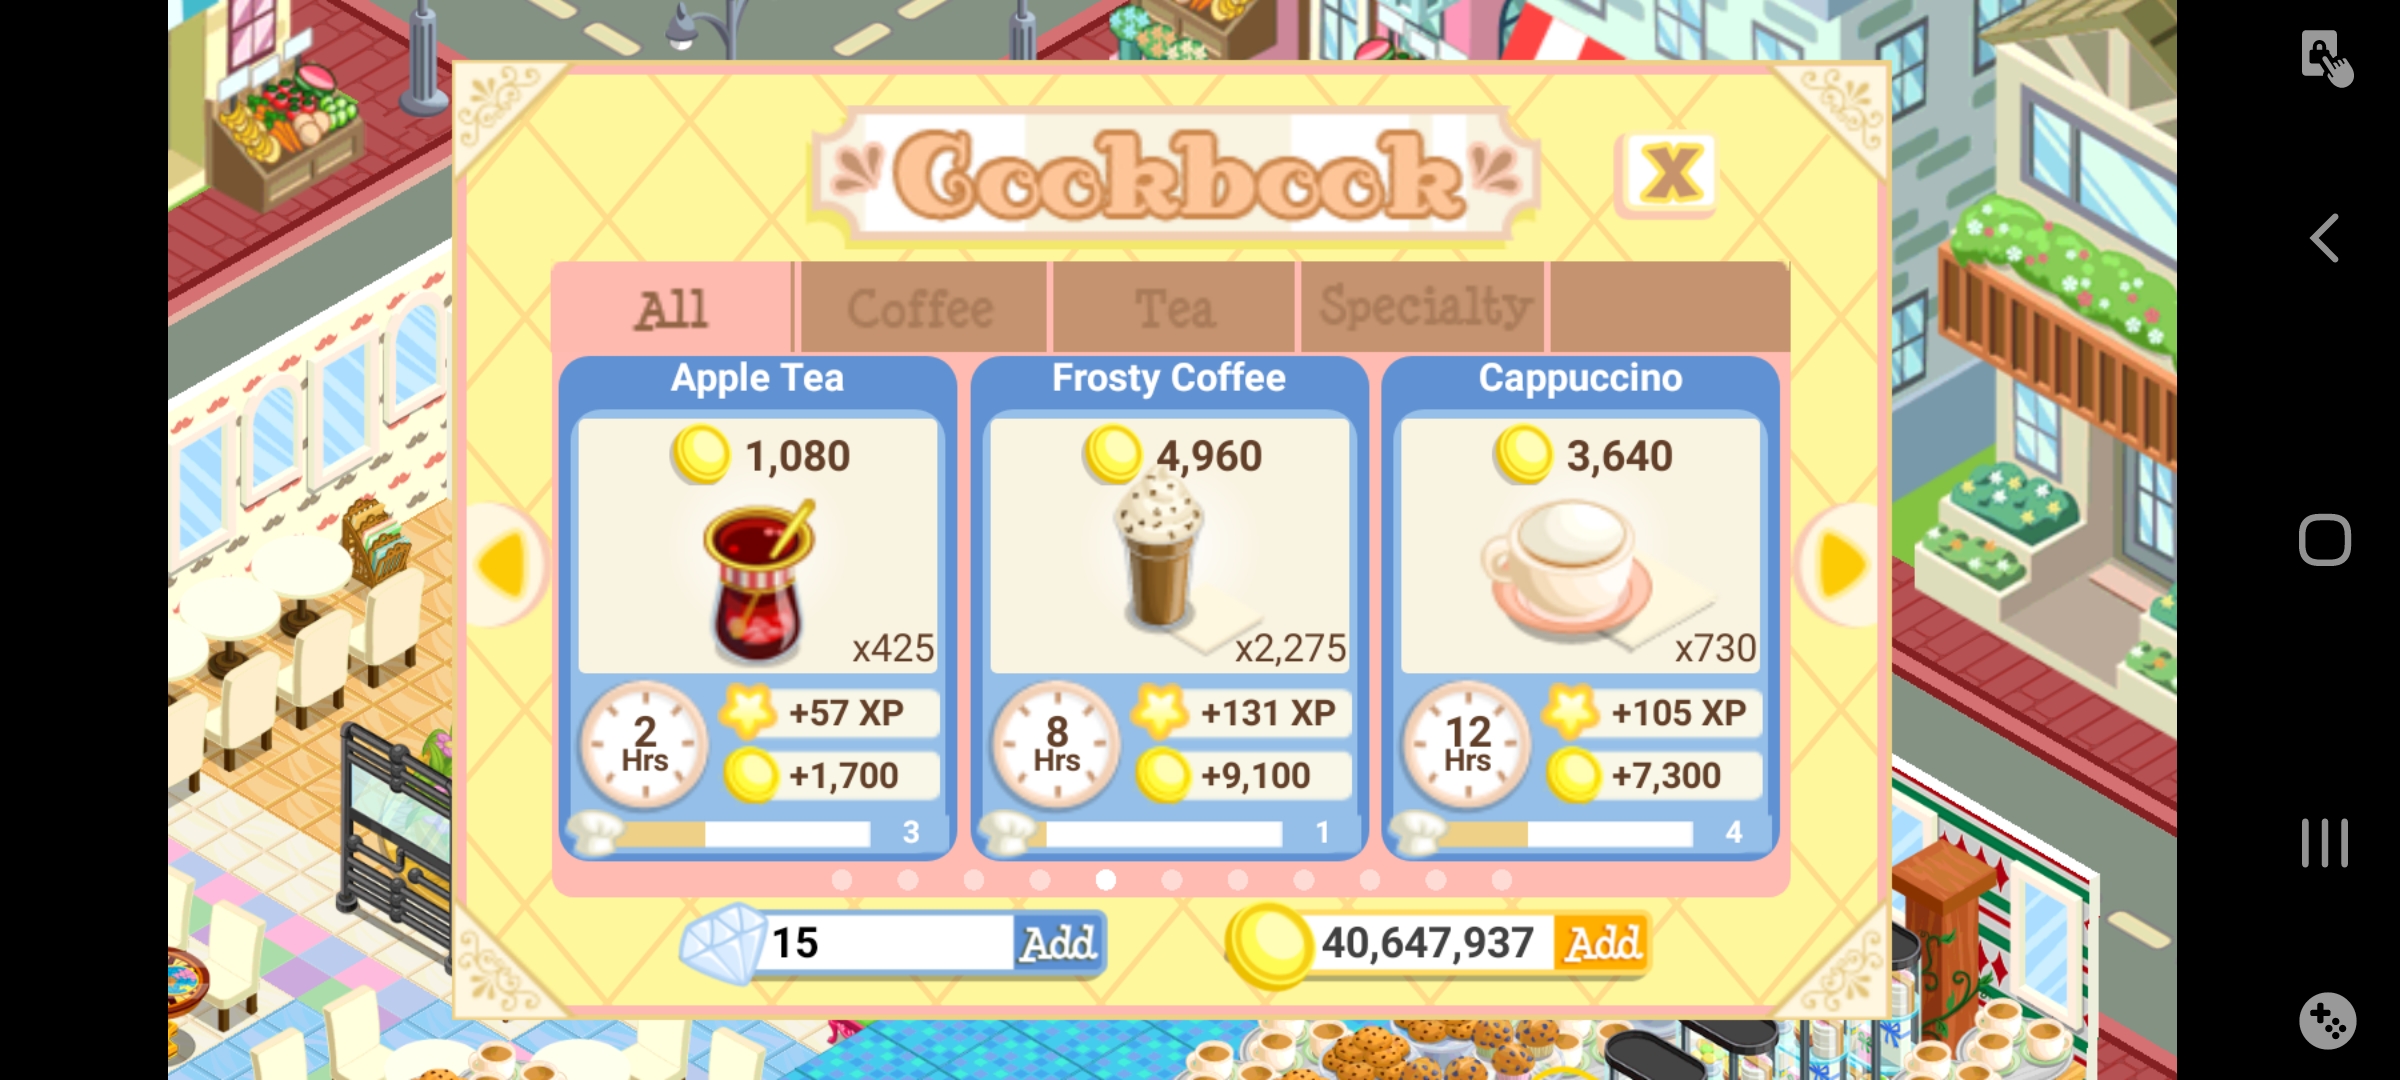 Cookbook
X
All
Coffee
Tea
Specialty
Apple Tea
1,080
x425
2
Hrs
+57 XP
+1,700
3
Frosty Coffee
4,960
x2,275
8
Hrs
+131 XP
+9,100
1
Cappuccino
3,640
x730
12
Hrs
+105 XP
+7,300
4
15
Add
40,647,937
Add